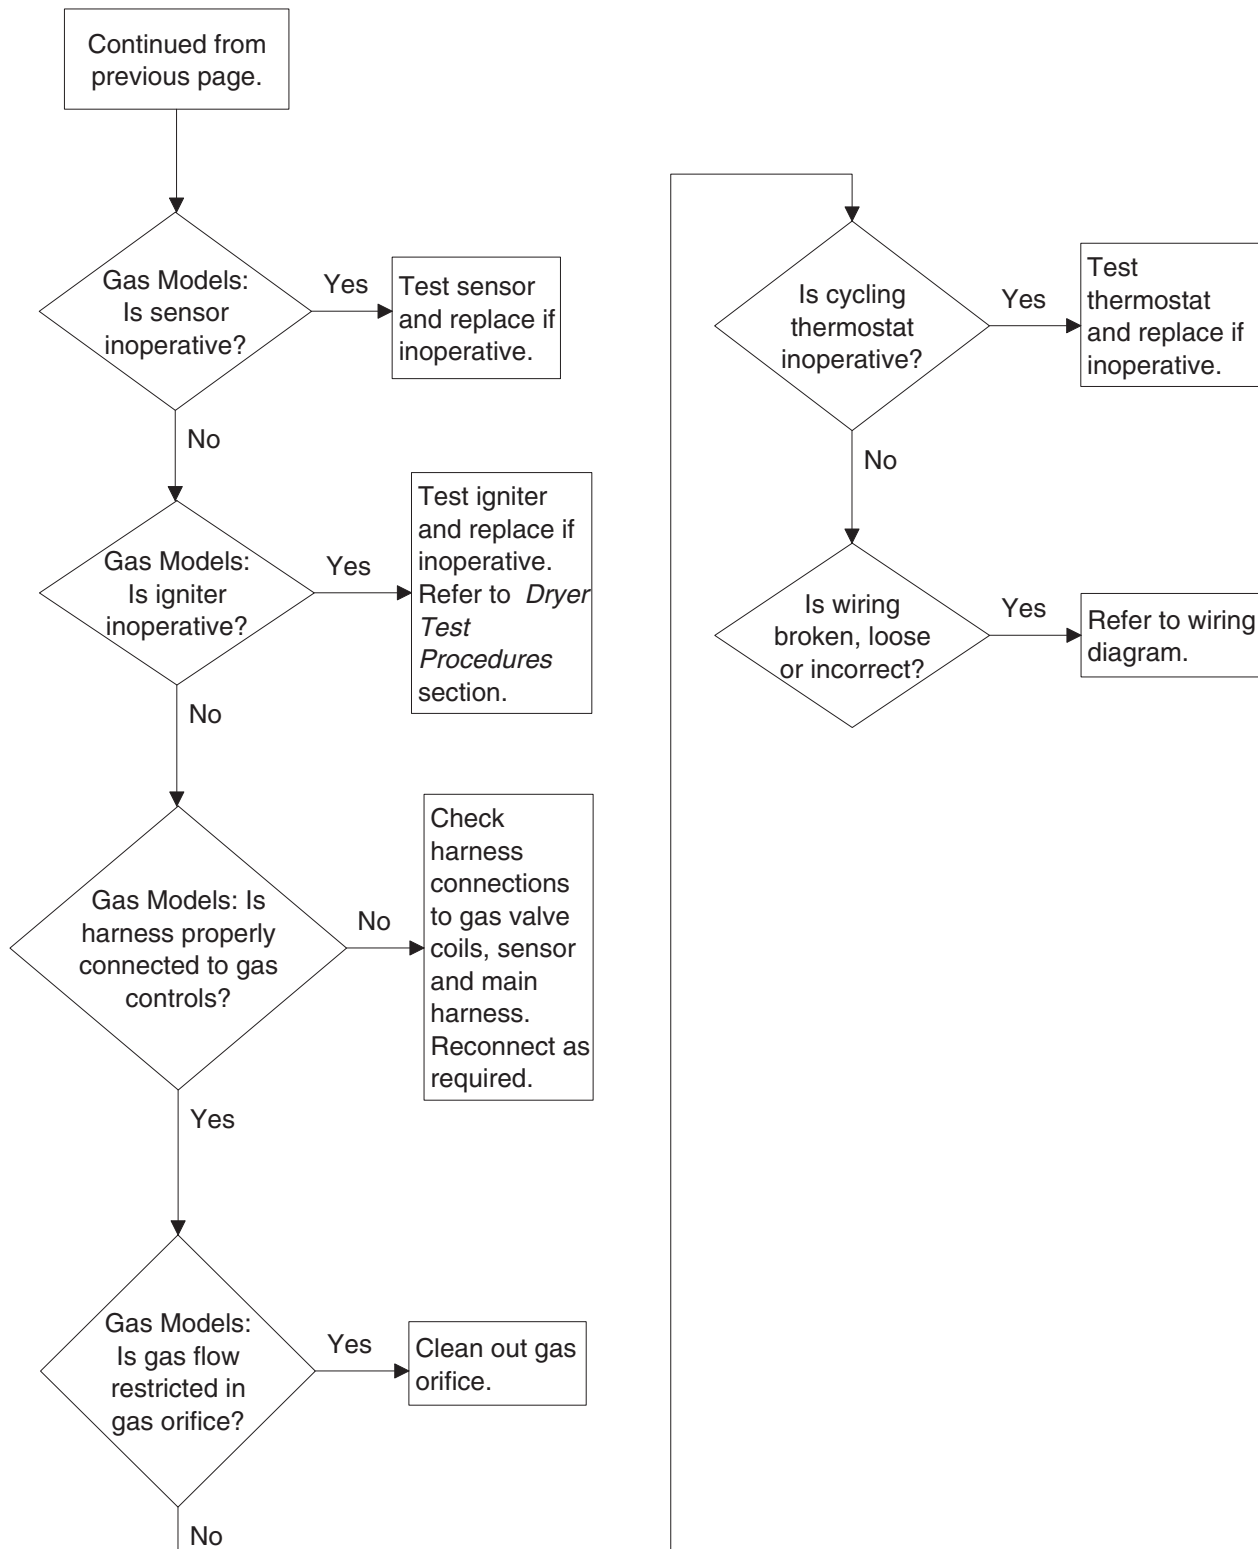 Continued from
previous page.
Gas Models:
Is sensor
inoperative?
Yes
Test sensor
and replace if
inoperative.
No
Gas Models:
Is igniter
inoperative?
Yes
Test igniter
and replace if
inoperative.
Refer to Dryer
Test
Procedures
section.
No
Gas Models: Is
harness properly
connected to gas
controls?
No
Check
harness
connections
to gas valve
coils, sensor
and main
harness.
Reconnect as
required.
Yes
Gas Models:
Is gas flow
restricted in
gas orifice?
Yes
Clean out gas
orifice.
No
Is cycling
thermostat
inoperative?
Yes
Test
thermostat
and replace if
inoperative.
No
Is wiring
broken, loose
or incorrect?
Yes
Refer to wiring
diagram.